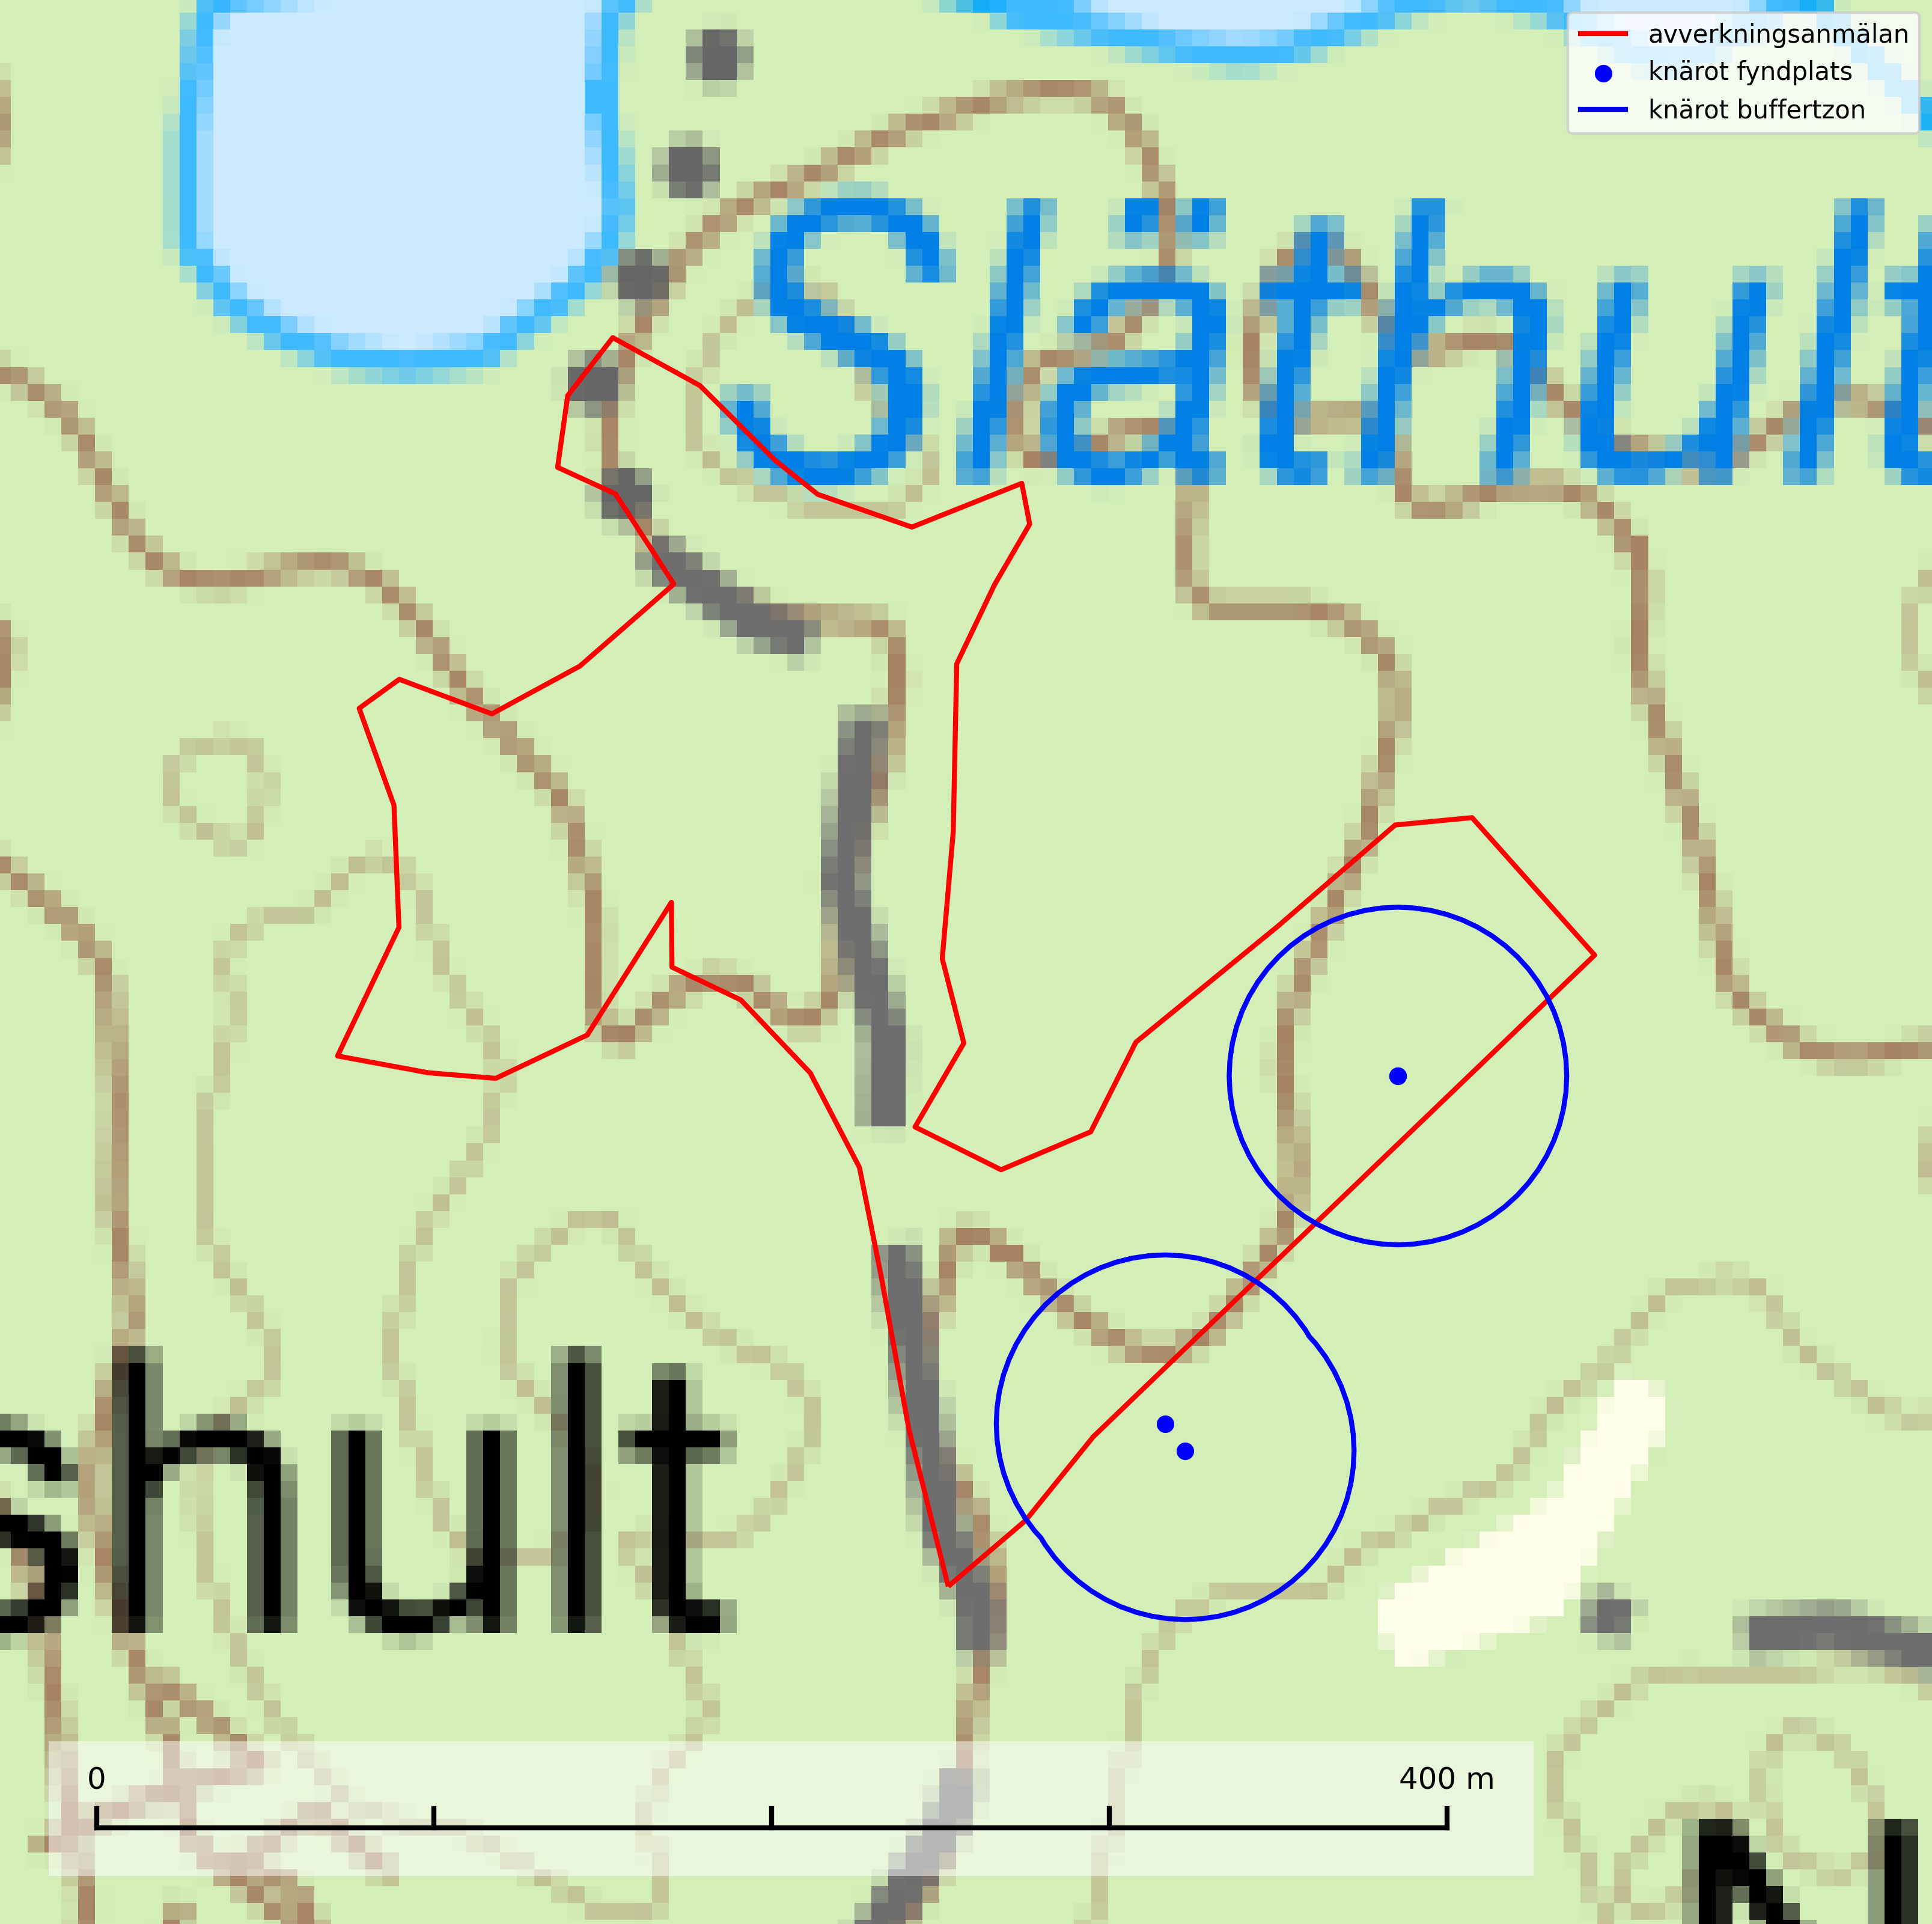 avverkningsanmälan
knärot fyndplats
knärot buffertzon
Slåthult
shult
0
400 m